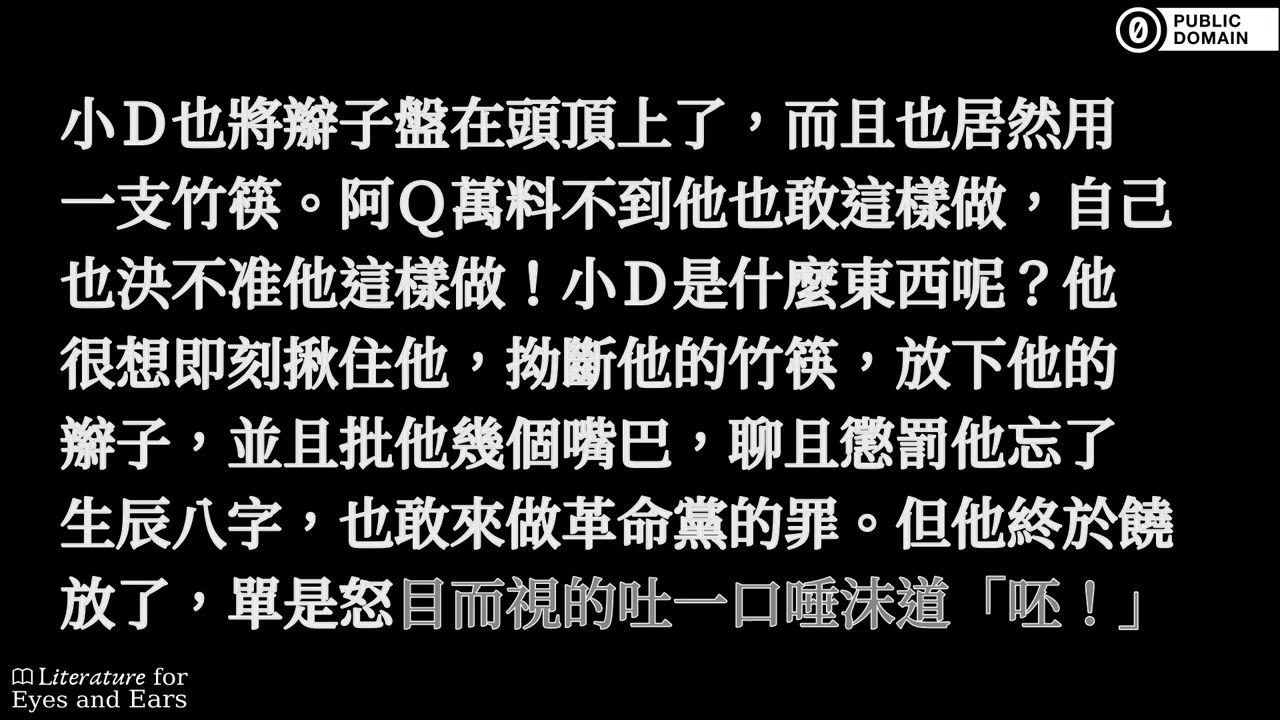 PUBLIC
DOMAIN
小D也將辮子盤在頭頂上了，而且也居然用
一支竹筷。阿Q萬料不到他也敢這樣做，自己
也決不准他這樣做！小D是什麼東西呢？他
很想即刻揪住他，拗斷他的竹筷，放下他的
辮子，並且批他幾個嘴巴，聊且懲罰他忘了
生辰八字，也敢來做革命黨的罪。但他終於饒
放了，單是怒目而視的吐一口唾沫道「呸！」
Literature for
Eyes and Ears